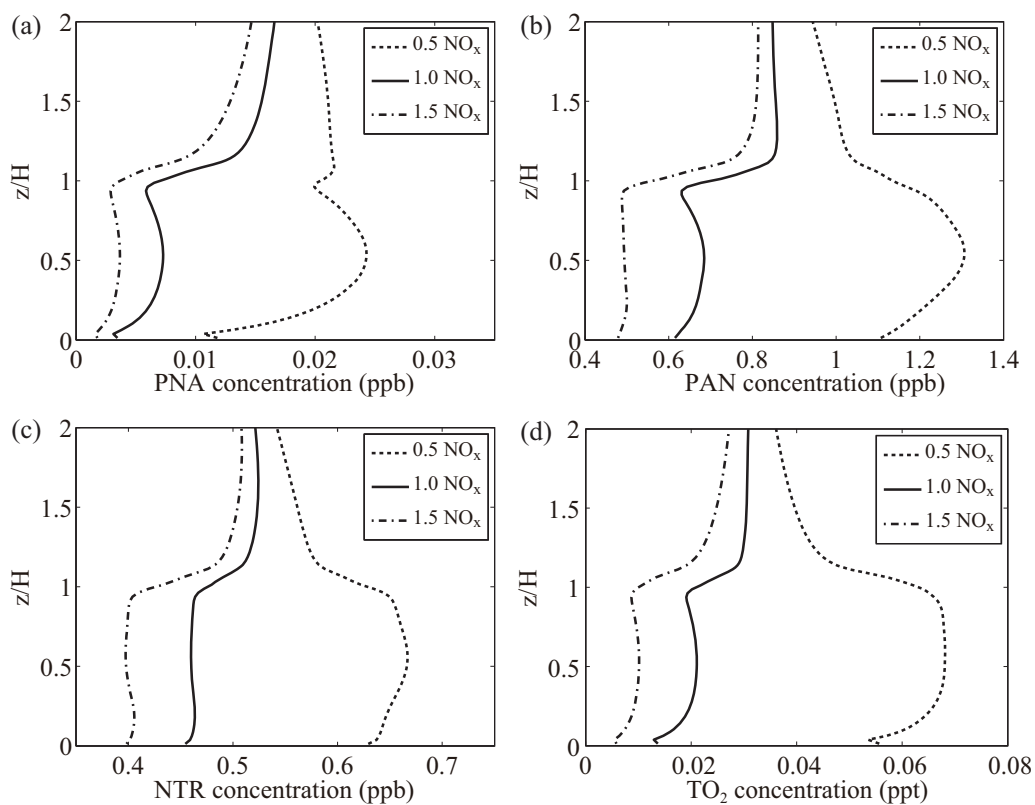 (a)
2
1.5
1
0.5
0
z/H
0.5 NOx
1.0 NOx
1.5 NOx
0 0.01 0.02 0.03
PNA concentration (ppb)
(b)
2
1.5
1
0.5
0
z/H
0.5 NOx
1.0 NOx
1.5 NOx
0.4 0.6 0.8 1 1.2 1.4
PAN concentration (ppb)
(c)
2
1.5
1
0.5
0
z/H
0.5 NOx
1.0 NOx
1.5 NOx
0.4 0.5 0.6 0.7
NTR concentration (ppb)
(d)
2
1.5
1
0.5
0
z/H
0.5 NOx
1.0 NOx
1.5 NOx
0 0.02 0.04 0.06 0.08
TO2 concentration (ppt)